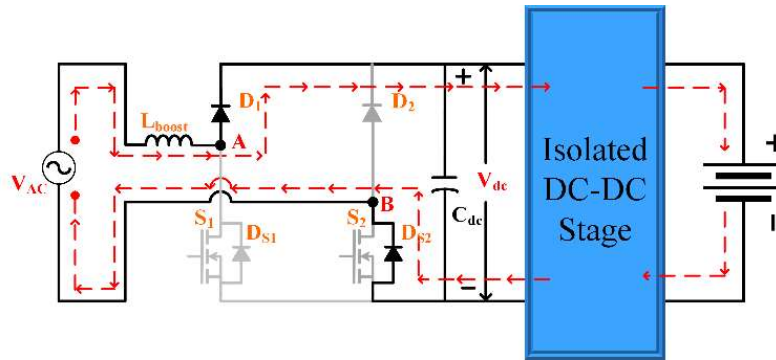 D1
D2
Lboost
A
+
VAC
Isolated
DC-DC
Stage
Vdc
Cdc
B
S1
DS1
S2
DS2
+
-
-